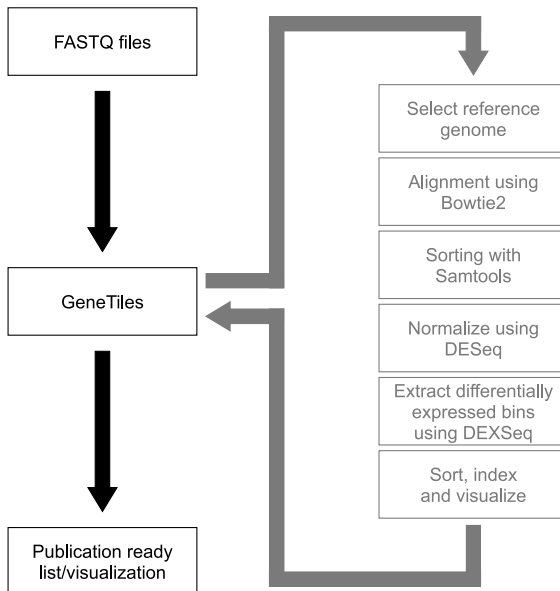 FASTQ files
GeneTiles
Publication ready
list/visualization
Select reference
genome
Alignment using
Bowtie2
Sorting with
Samtools
Normalize using
DESeq
Extract differentially
expressed bins
using DEXSeq
Sort, index
and visualize